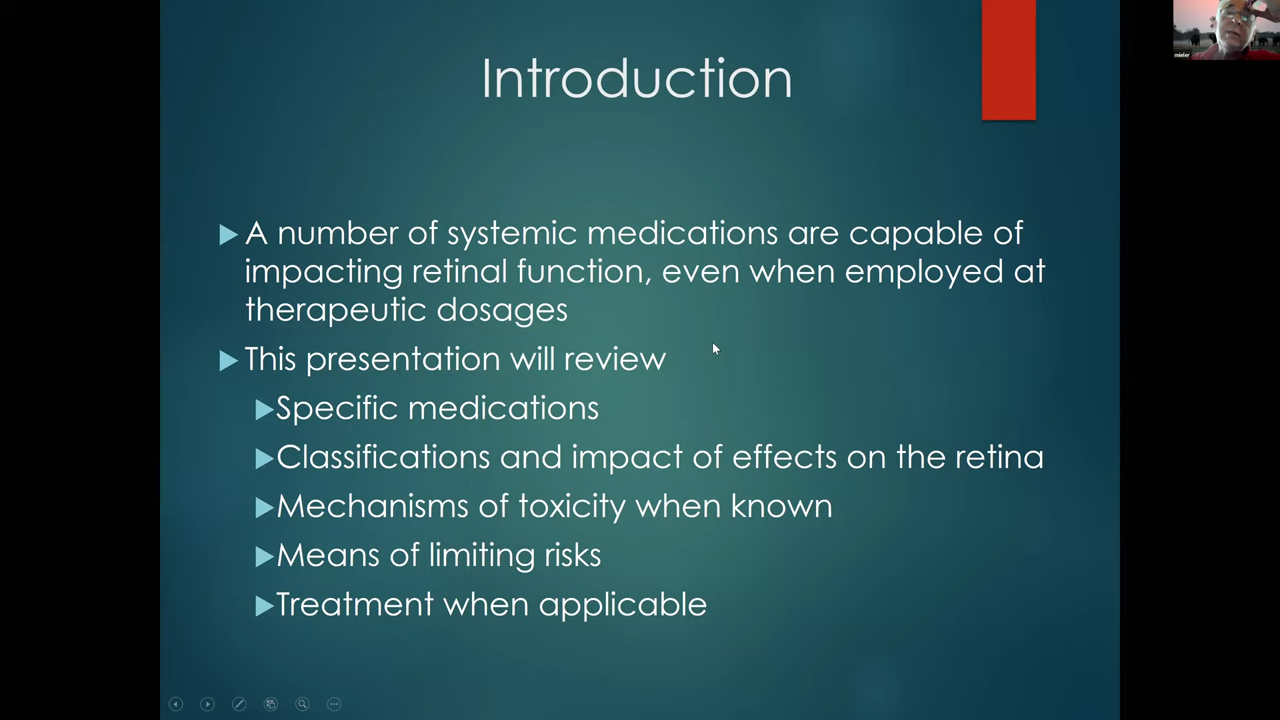 Introduction
A number of systemic medications are capable of
impacting retinal function, even when employed at
therapeutic dosages
This presentation will review
Specific medications
Classifications and impact of effects on the retina
Mechanisms of toxicity when known
Means of limiting risks
Treatment when applicable
mieler